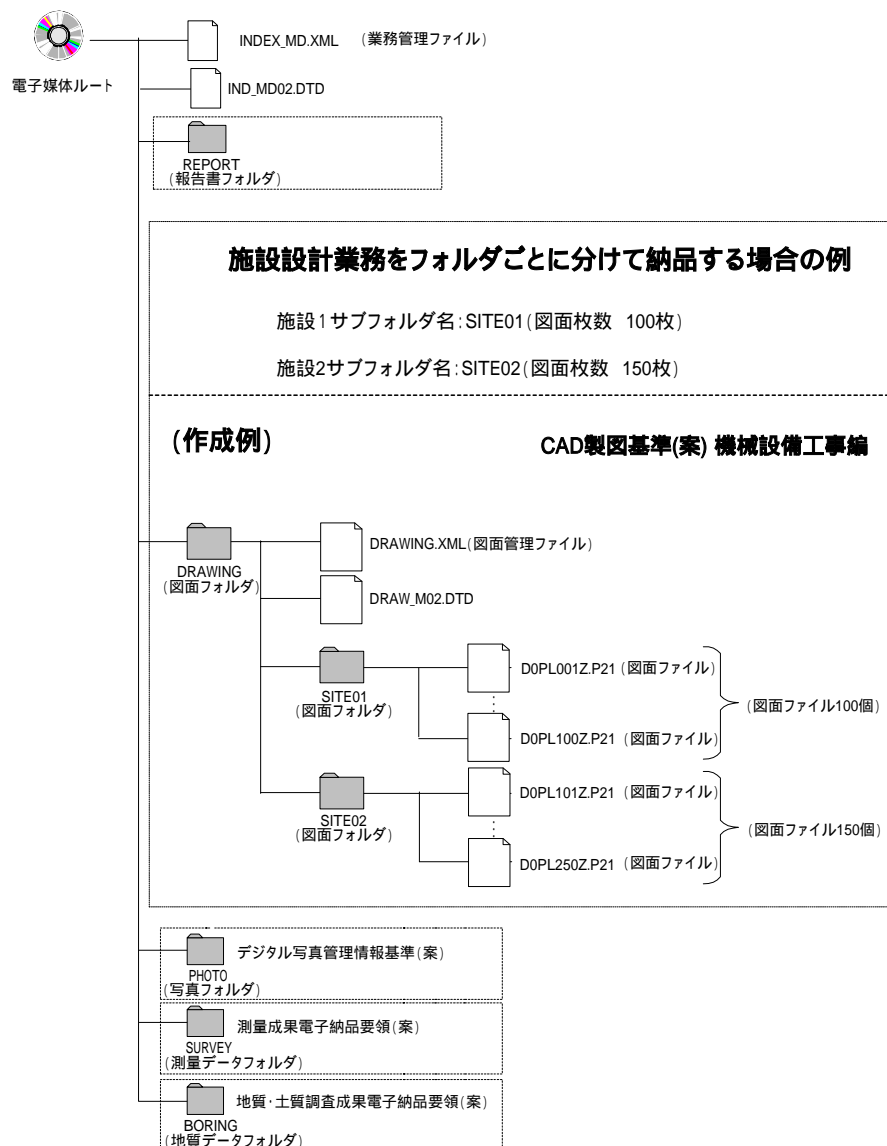 INDEX_MD.XML (業務管理ファイル)
電子媒体ルート
IND_MD02.DTD
REPORT
(報告書フォルダ)
施設設計業務をフォルダごとに分けて納品する場合の例
施設1サブフォルダ名:SITE01(図面枚数 100枚)
施設2サブフォルダ名:SITE02(図面枚数 150枚)
(作成例)
CAD製図基準(案) 機械設備工事編
DRAWING
(図面フォルダ)
DRAWING.XML(図面管理ファイル)
DRAW_M02.DTD
SITE01
(図面フォルダ)
D0PL001Z.P21 (図面ファイル)
D0PL100Z.P21 (図面ファイル)
(図面ファイル100個)
SITE02
(図面フォルダ)
D0PL101Z.P21 (図面ファイル)
D0PL250Z.P21 (図面ファイル)
(図面ファイル150個)
デジタル写真管理情報基準(案)
PHOTO
(写真フォルダ)
測量成果電子納品要領(案)
SURVEY
(測量データフォルダ)
地質・土質調査成果電子納品要領(案)
BORING
(地質データフォルダ)